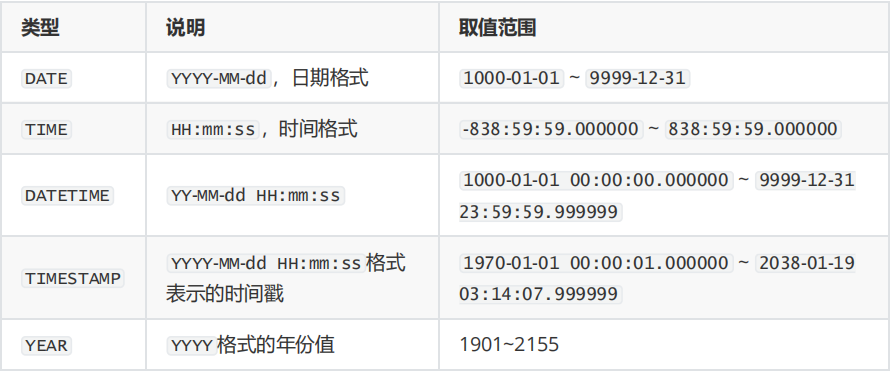 类型 说明 取值范围
DATE YYYY-MM-dd，日期格式 1000-01-01 ~ 9999-12-31
TIME HH:mm:ss，时间格式 -838:59:59.000000 ~ 838:59:59.000000
DATETIME YY-MM-dd HH:mm:ss 1000-01-01 00:00:00.000000 ~ 9999-12-31
23:59:59.999999
TIMESTAMP YYYY-MM-dd HH:mm:ss 格式
表示的时间戳
1970-01-01 00:00:01.000000 ~ 2038-01-19
03:14:07.999999
YEAR YYYY 格式的年份值 1901~2155